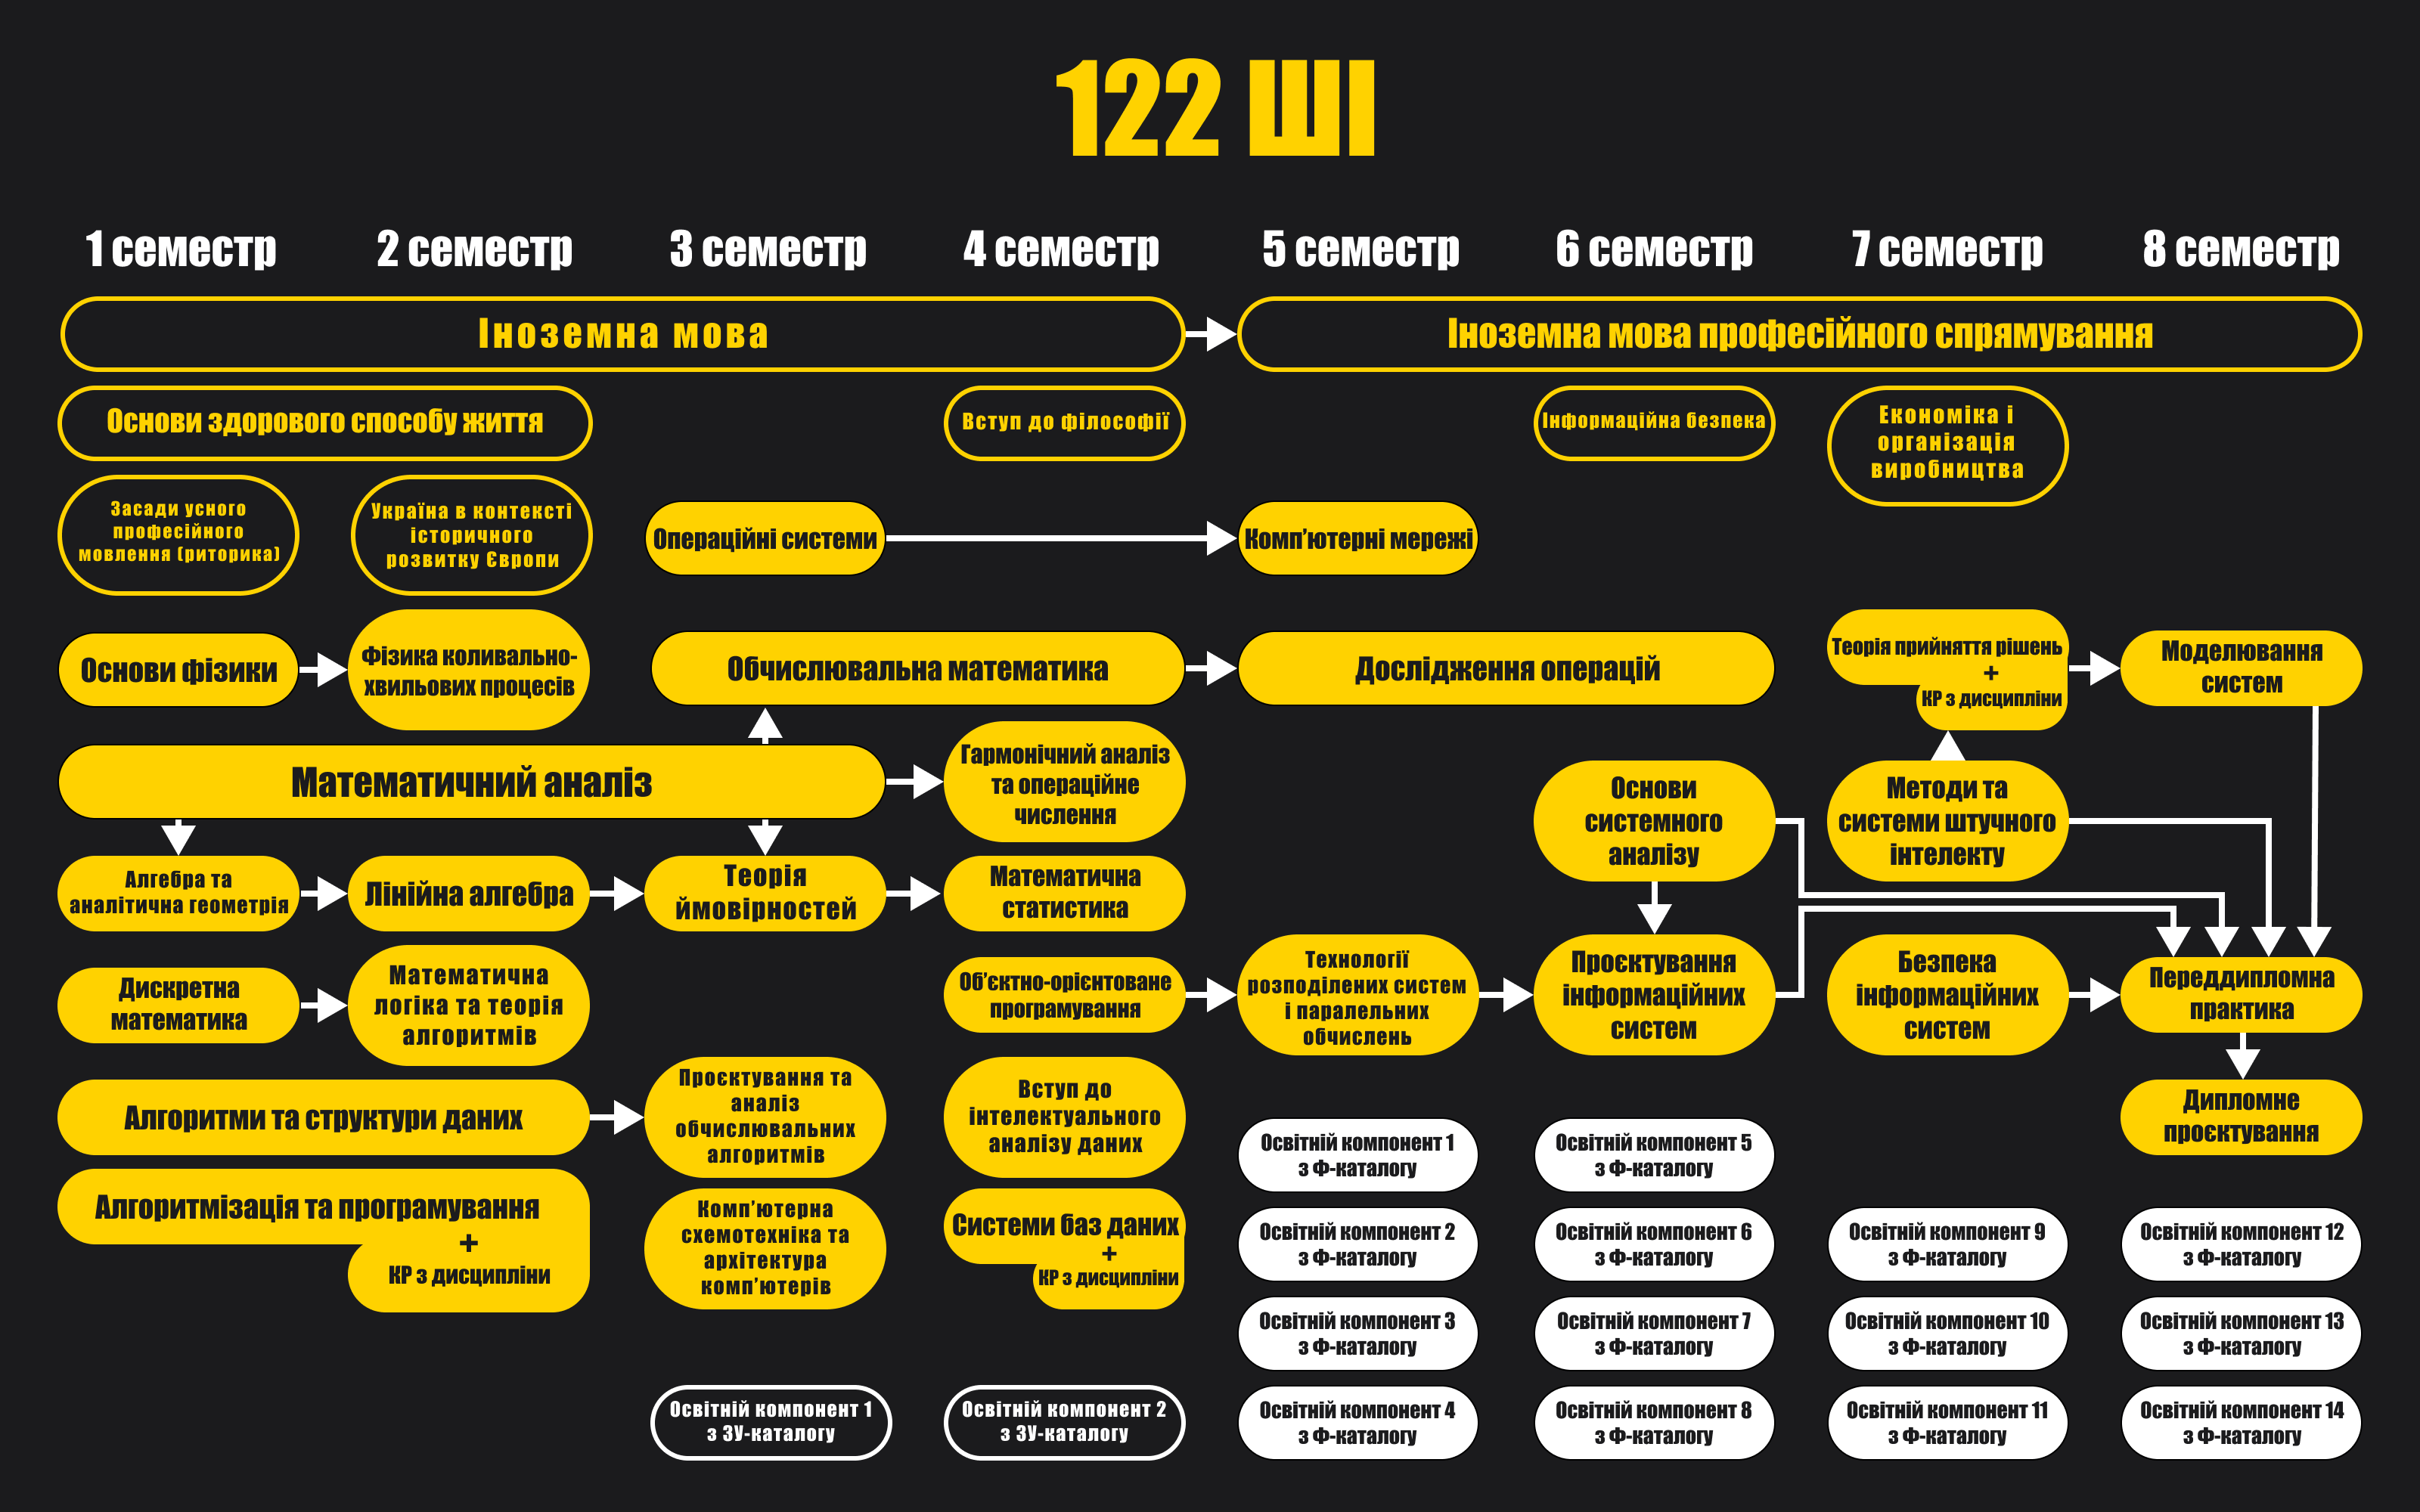 122 ШІ
1 семестр
2 семестр
3 семестр
4 семестр
5 семестр
6 семестр
7 семестр
8 семестр
Іноземна мова
Іноземна мова професійного спрямування
Основи здорового способу життя
Вступ до філософії
Інформаційна безпека
Економіка і
організація
виробництва
Засади усного
професійного
мовлення (риторика)
Україна в контексті
історичного
розвитку Європи
Операційні системи
Комп'ютерні мережі
Основи фізики
Фізика коливально-
хвильових процесів
Обчислювальна математика
Дослідження операцій
Теорія прийняття рішень
+
КР з дисципліни
Моделювання
систем
Математичний аналіз
Гармонічний аналіз
та операційне
числення
Основи
системного
аналізу
Методи та
системи штучного
інтелекту
Алгебра та
аналітична геометрія
Лінійна алгебра
Теорія
ймовірностей
Математична
статистика
Дискретна
математика
Математична
логіка та теорія
алгоритмів
Об'єктно-орієнтоване
програмування
Технології
розподілених систем
і паралельних
обчислень
Проєктування
інформаційних
систем
Безпека
інформаційних
систем
Переддипломна
практика
Алгоритми та структури даних
Проєктування та
аналіз
обчислювальних
алгоритмів
Вступ до
інтелектуального
аналізу даних
Дипломне
проєктування
Освітній компонент 1
з Ф-каталогу
Освітній компонент 5
з Ф-каталогу
Алгоритмізація та програмування
+
КР з дисципліни
Комп'ютерна
схемотехніка та
архітектура
комп'ютерів
Системи баз даних
+
КР з дисципліни
Освітній компонент 2
з Ф-каталогу
Освітній компонент 6
з Ф-каталогу
Освітній компонент 9
з Ф-каталогу
Освітній компонент 12
з Ф-каталогу
Освітній компонент 3
з Ф-каталогу
Освітній компонент 7
з Ф-каталогу
Освітній компонент 10
з Ф-каталогу
Освітній компонент 13
з Ф-каталогу
Освітній компонент 1
з ЗУ-каталогу
Освітній компонент 2
з ЗУ-каталогу
Освітній компонент 4
з Ф-каталогу
Освітній компонент 8
з Ф-каталогу
Освітній компонент 11
з Ф-каталогу
Освітній компонент 14
з Ф-каталогу